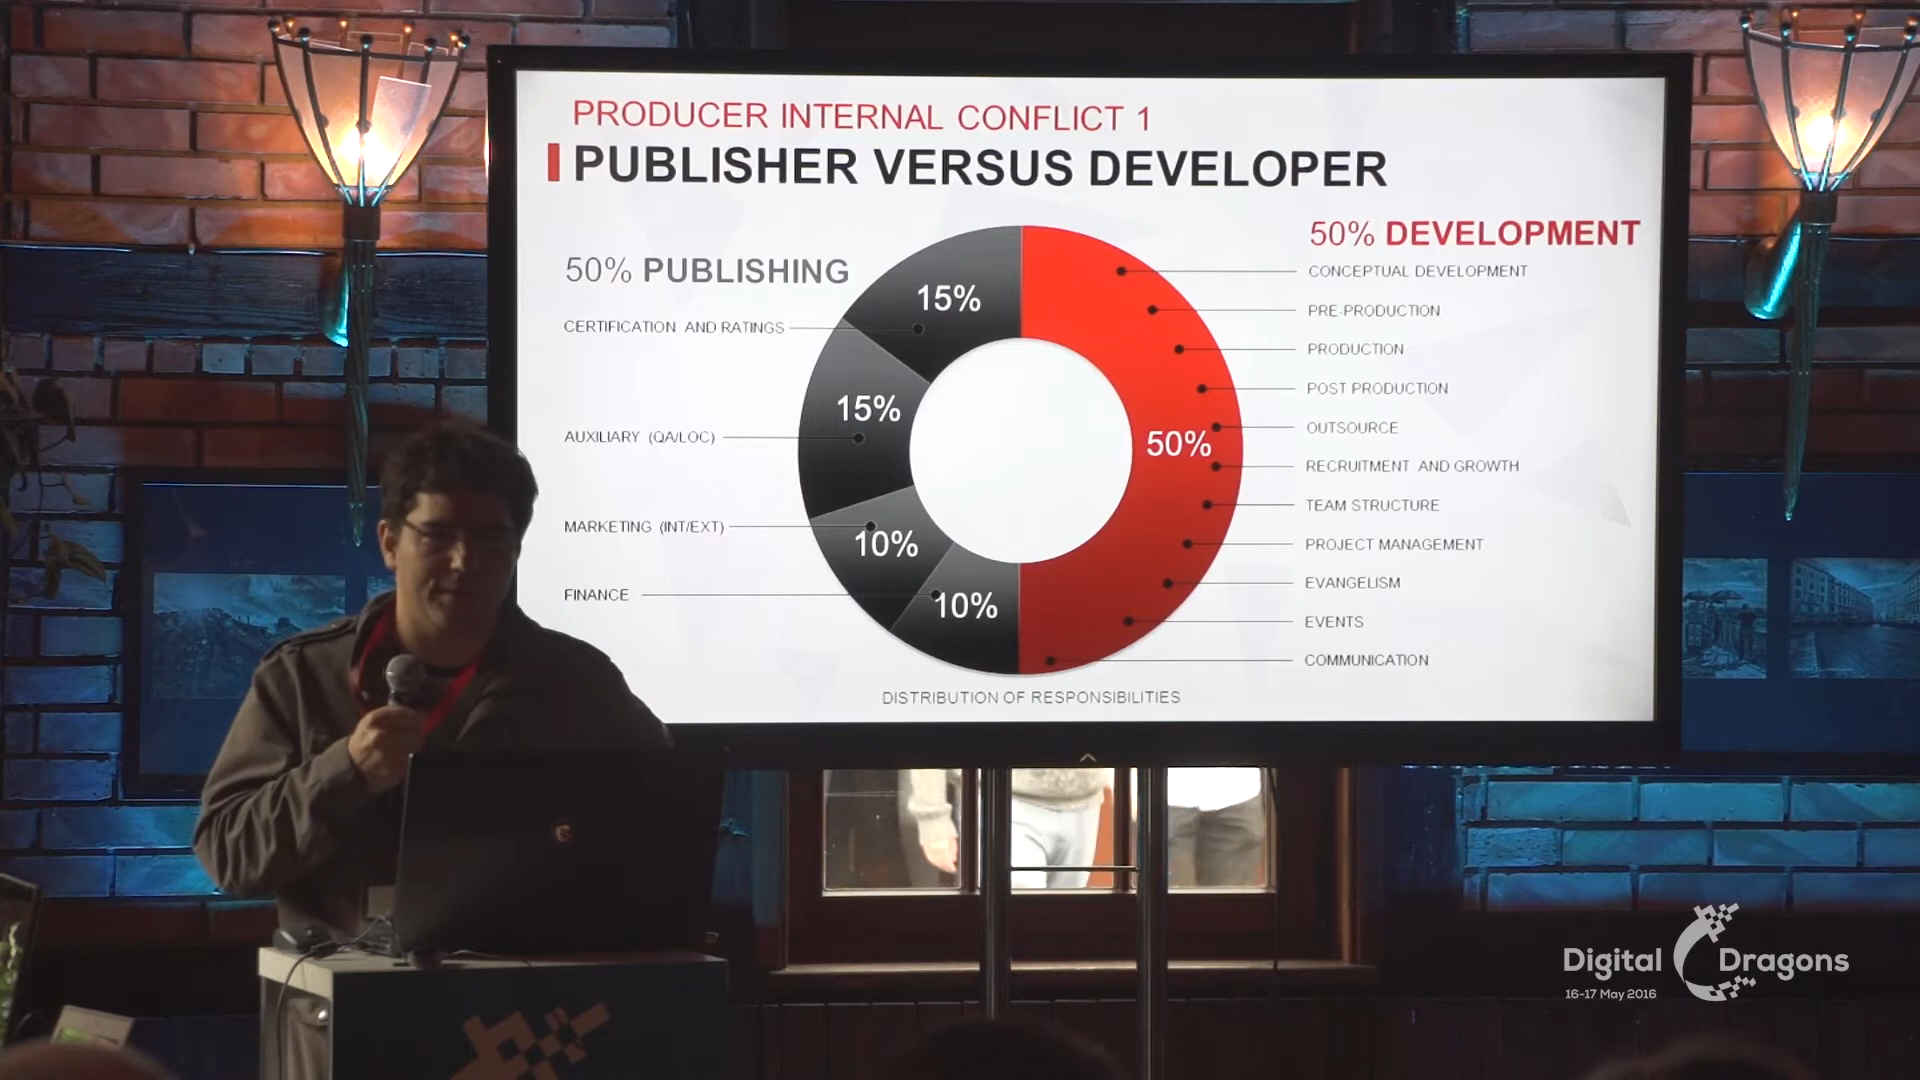 PRODUCER INTERNAL CONFLICT 1
PUBLISHER VERSUS DEVELOPER
50% PUBLISHING
CERTIFICATION AND RATINGS
AUXILIARY (QA/LOC)
MARKETING (INT/EXT)
FINANCE
15%
15%
10%
10%
50%
50% DEVELOPMENT
CONCEPTUAL DEVELOPMENT
PRE-PRODUCTION
PRODUCTION
POST PRODUCTION
OUTSOURCE
RECRUITMENT AND GROWTH
TEAM STRUCTURE
PROJECT MANAGEMENT
EVANGELISM
EVENTS
COMMUNICATION
DISTRIBUTION OF RESPONSIBILITIES
Digital Dragons
16-17 May 2016